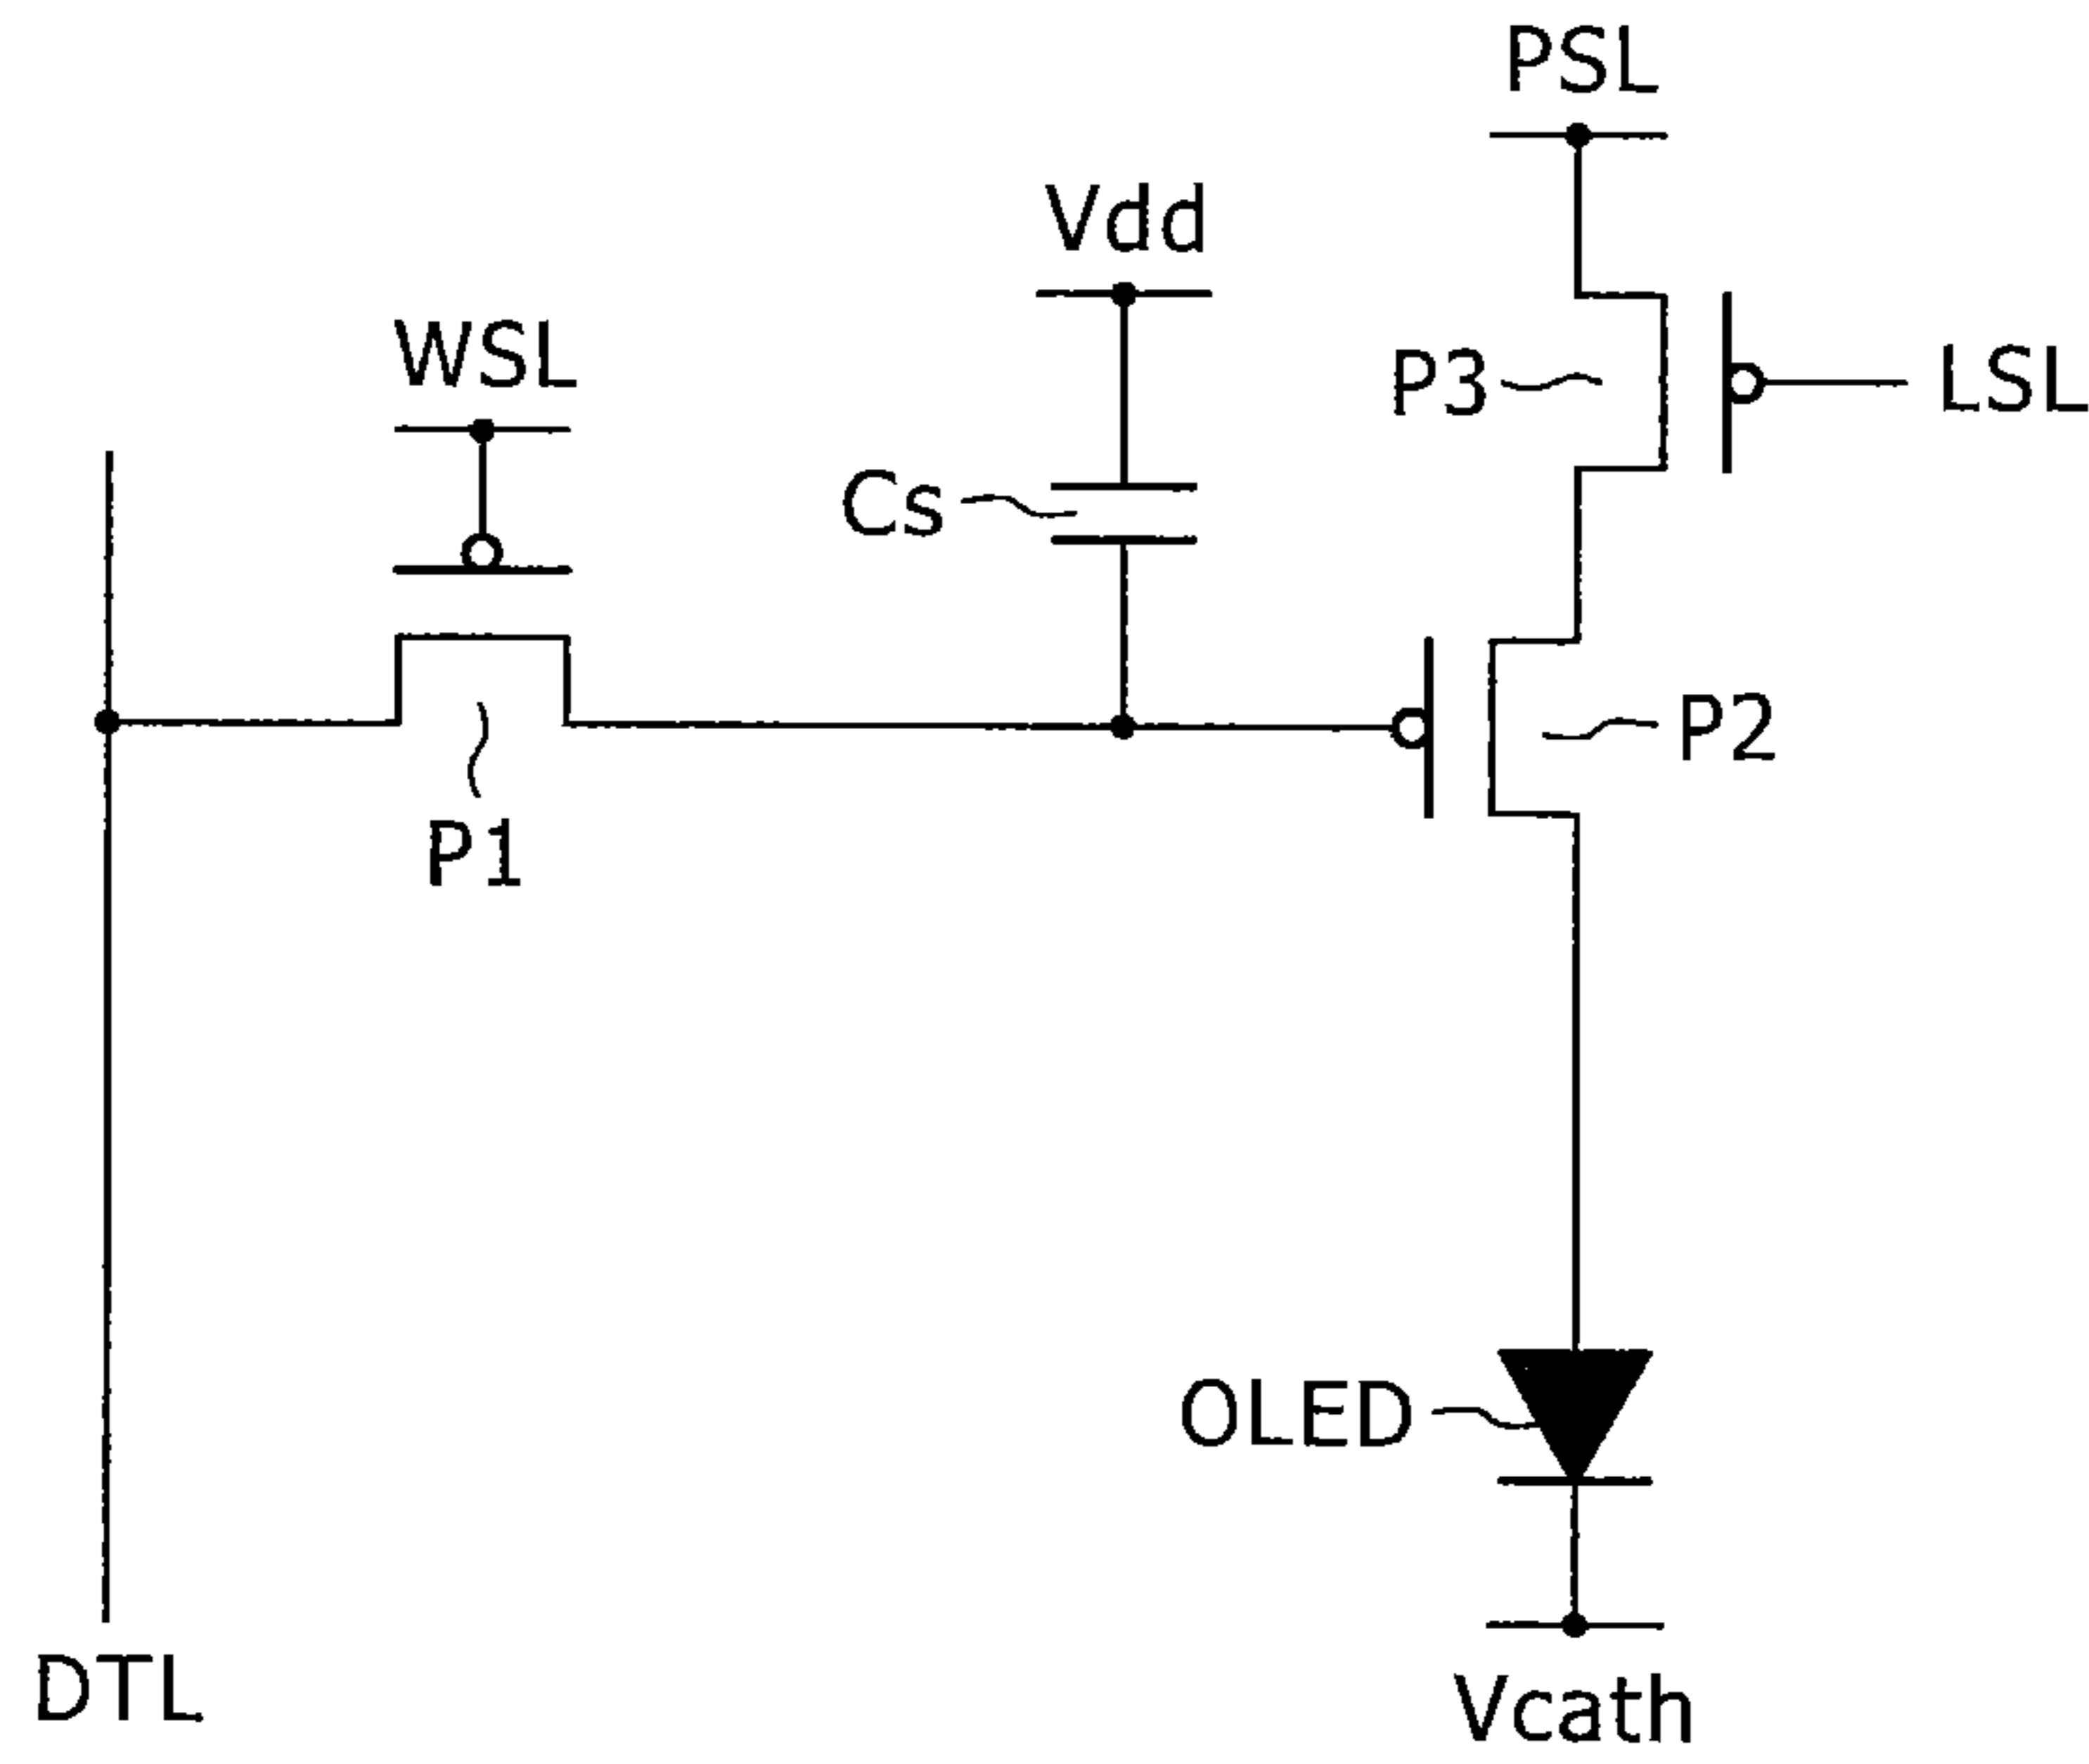 PSL
Vdd
WSL
P3
LSL
Cs
P2
P1
OLED
DTL
Vcath